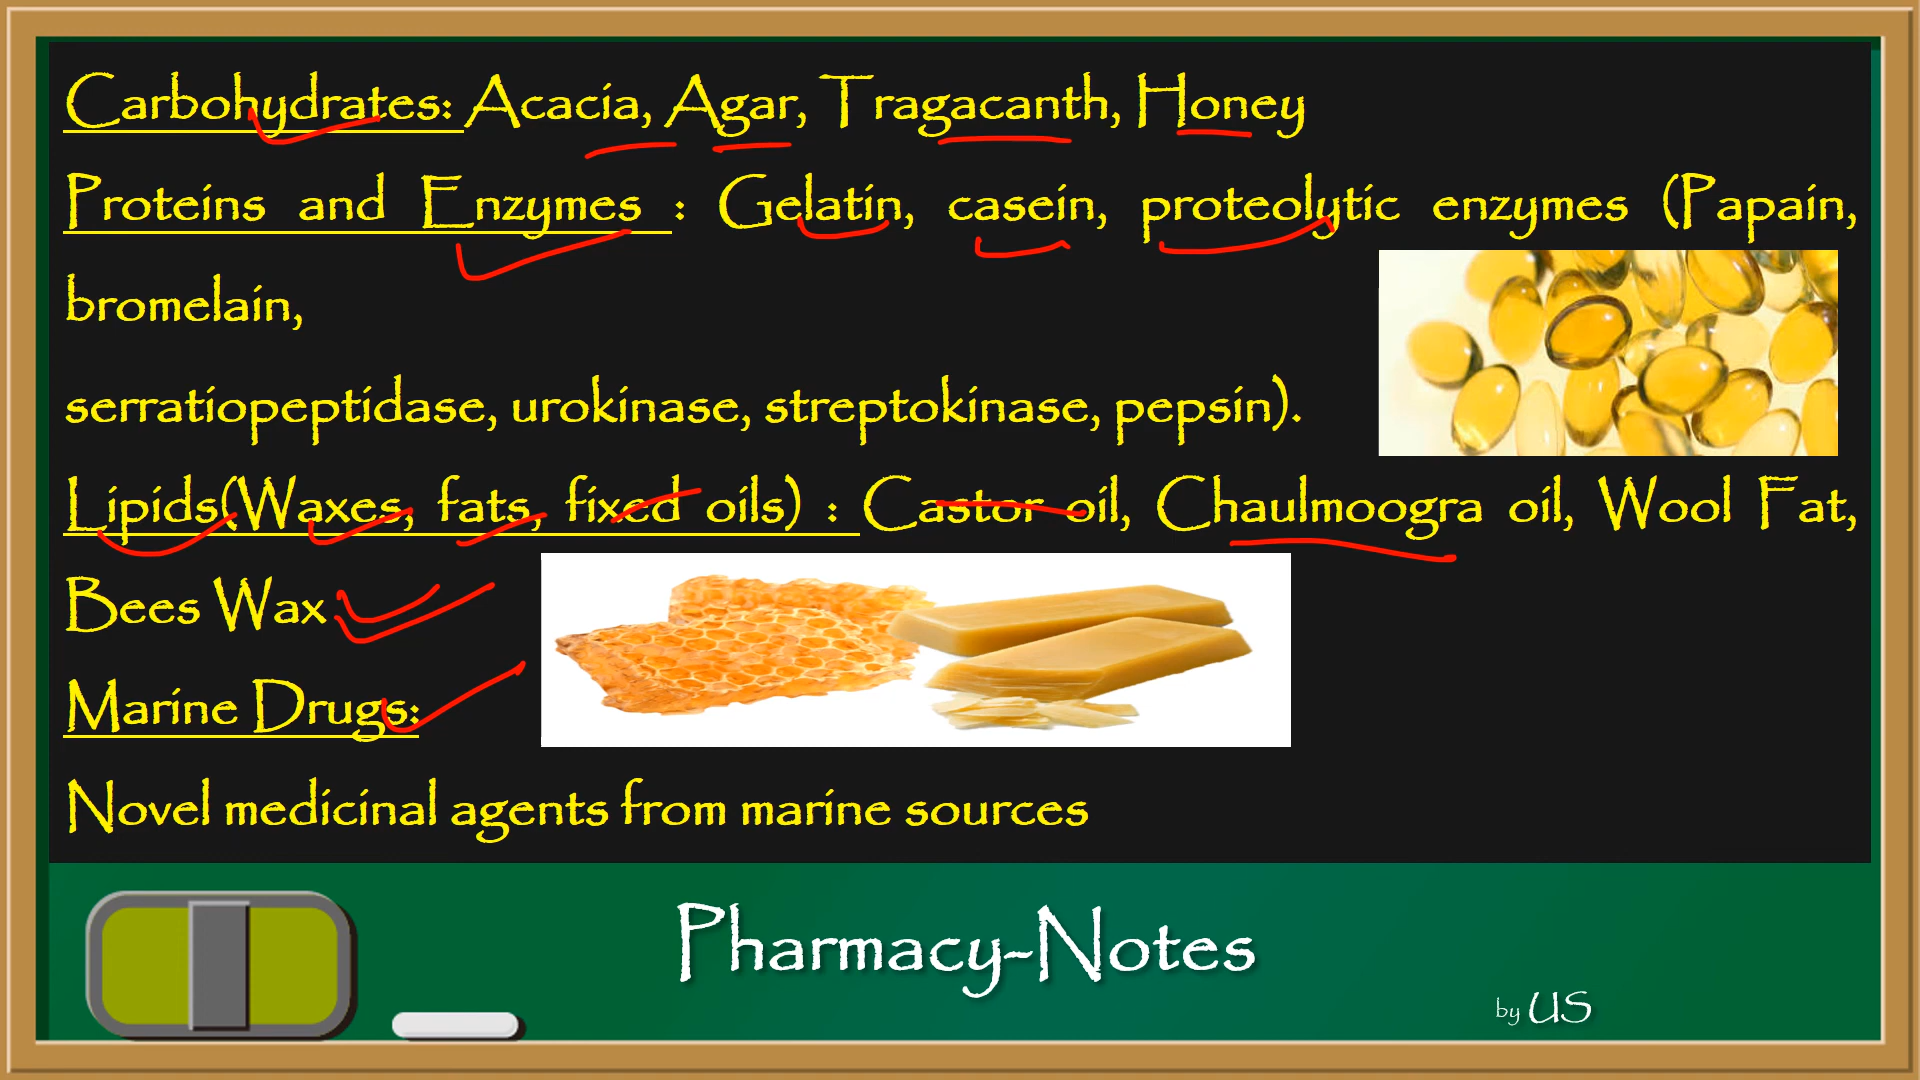 Carbohydrates: Acacia, Agar, Tragacanth, Honey
Proteins and Enzymes : Gelatin, casein, proteolytic enzymes (Papain,
bromelain,
serratiopeptidase, urokinase, streptokinase, pepsin).
Lipids(Waxes, fats, fixed oils) : Castor oil, Chaulmoogra oil, Wool Fat,
Bees Wax
Marine Drugs:
Novel medicinal agents from marine sources
Pharmacy-Notes
by US